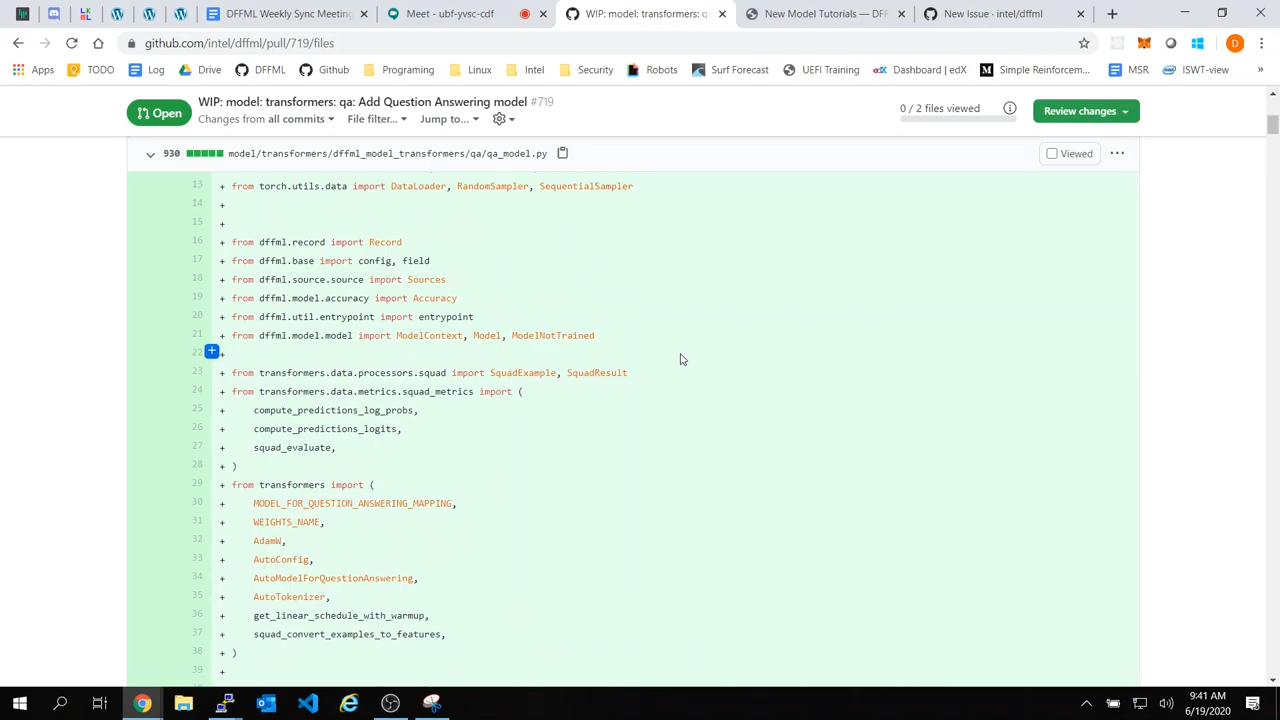 DFFML Weekly Sync Meeting
Meet - ubf-yvsc-cdf
WIP: model: transformers: q
New Model Tutorials — DFF
New Issue · intel/dffml
github.com/intel/dffml/pull/719/files
D
Apps
TODO
Log
Drive
DFFML
Github
Programming
Linux
Intel
Security
Robots
Surf Forecast
UEFI Training
Dashboard | edX
Simple Reinforcem...
MSR
ISWT-view
»
Open
WIP: model: transformers: qa: Add Question Answering model #719
Changes from all commits
File filter...
Jump to...
0 / 2 files viewed
Review changes
930 model/transformers/dffml_model_transformers/qa/qa_model.py
Viewed
13 + from torch.utils.data import DataLoader, RandomSampler, SequentialSampler
14 +
15 +
16 + from dffml.record import Record
17 + from dffml.base import config, field
18 + from dffml.source.source import Sources
19 + from dffml.model.accuracy import Accuracy
20 + from dffml.util.entrypoint import entrypoint
21 + from dffml.model.model import ModelContext, Model, ModelNotTrained
22 +
23 + from transformers.data.processors.squad import SquadExample, SquadResult
24 + from transformers.data.metrics.squad_metrics import (
25 + compute_predictions_log_probs,
26 + compute_predictions_logits,
27 + squad_evaluate,
28 + )
29 + from transformers import (
30 + MODEL_FOR_QUESTION_ANSWERING_MAPPING,
31 + WEIGHTS_NAME,
32 + AdamW,
33 + AutoConfig,
34 + AutoModelForQuestionAnswering,
35 + AutoTokenizer,
36 + get_linear_schedule_with_warmup,
37 + squad_convert_examples_to_features,
38 + )
39 +
9:41 AM
6/19/2020